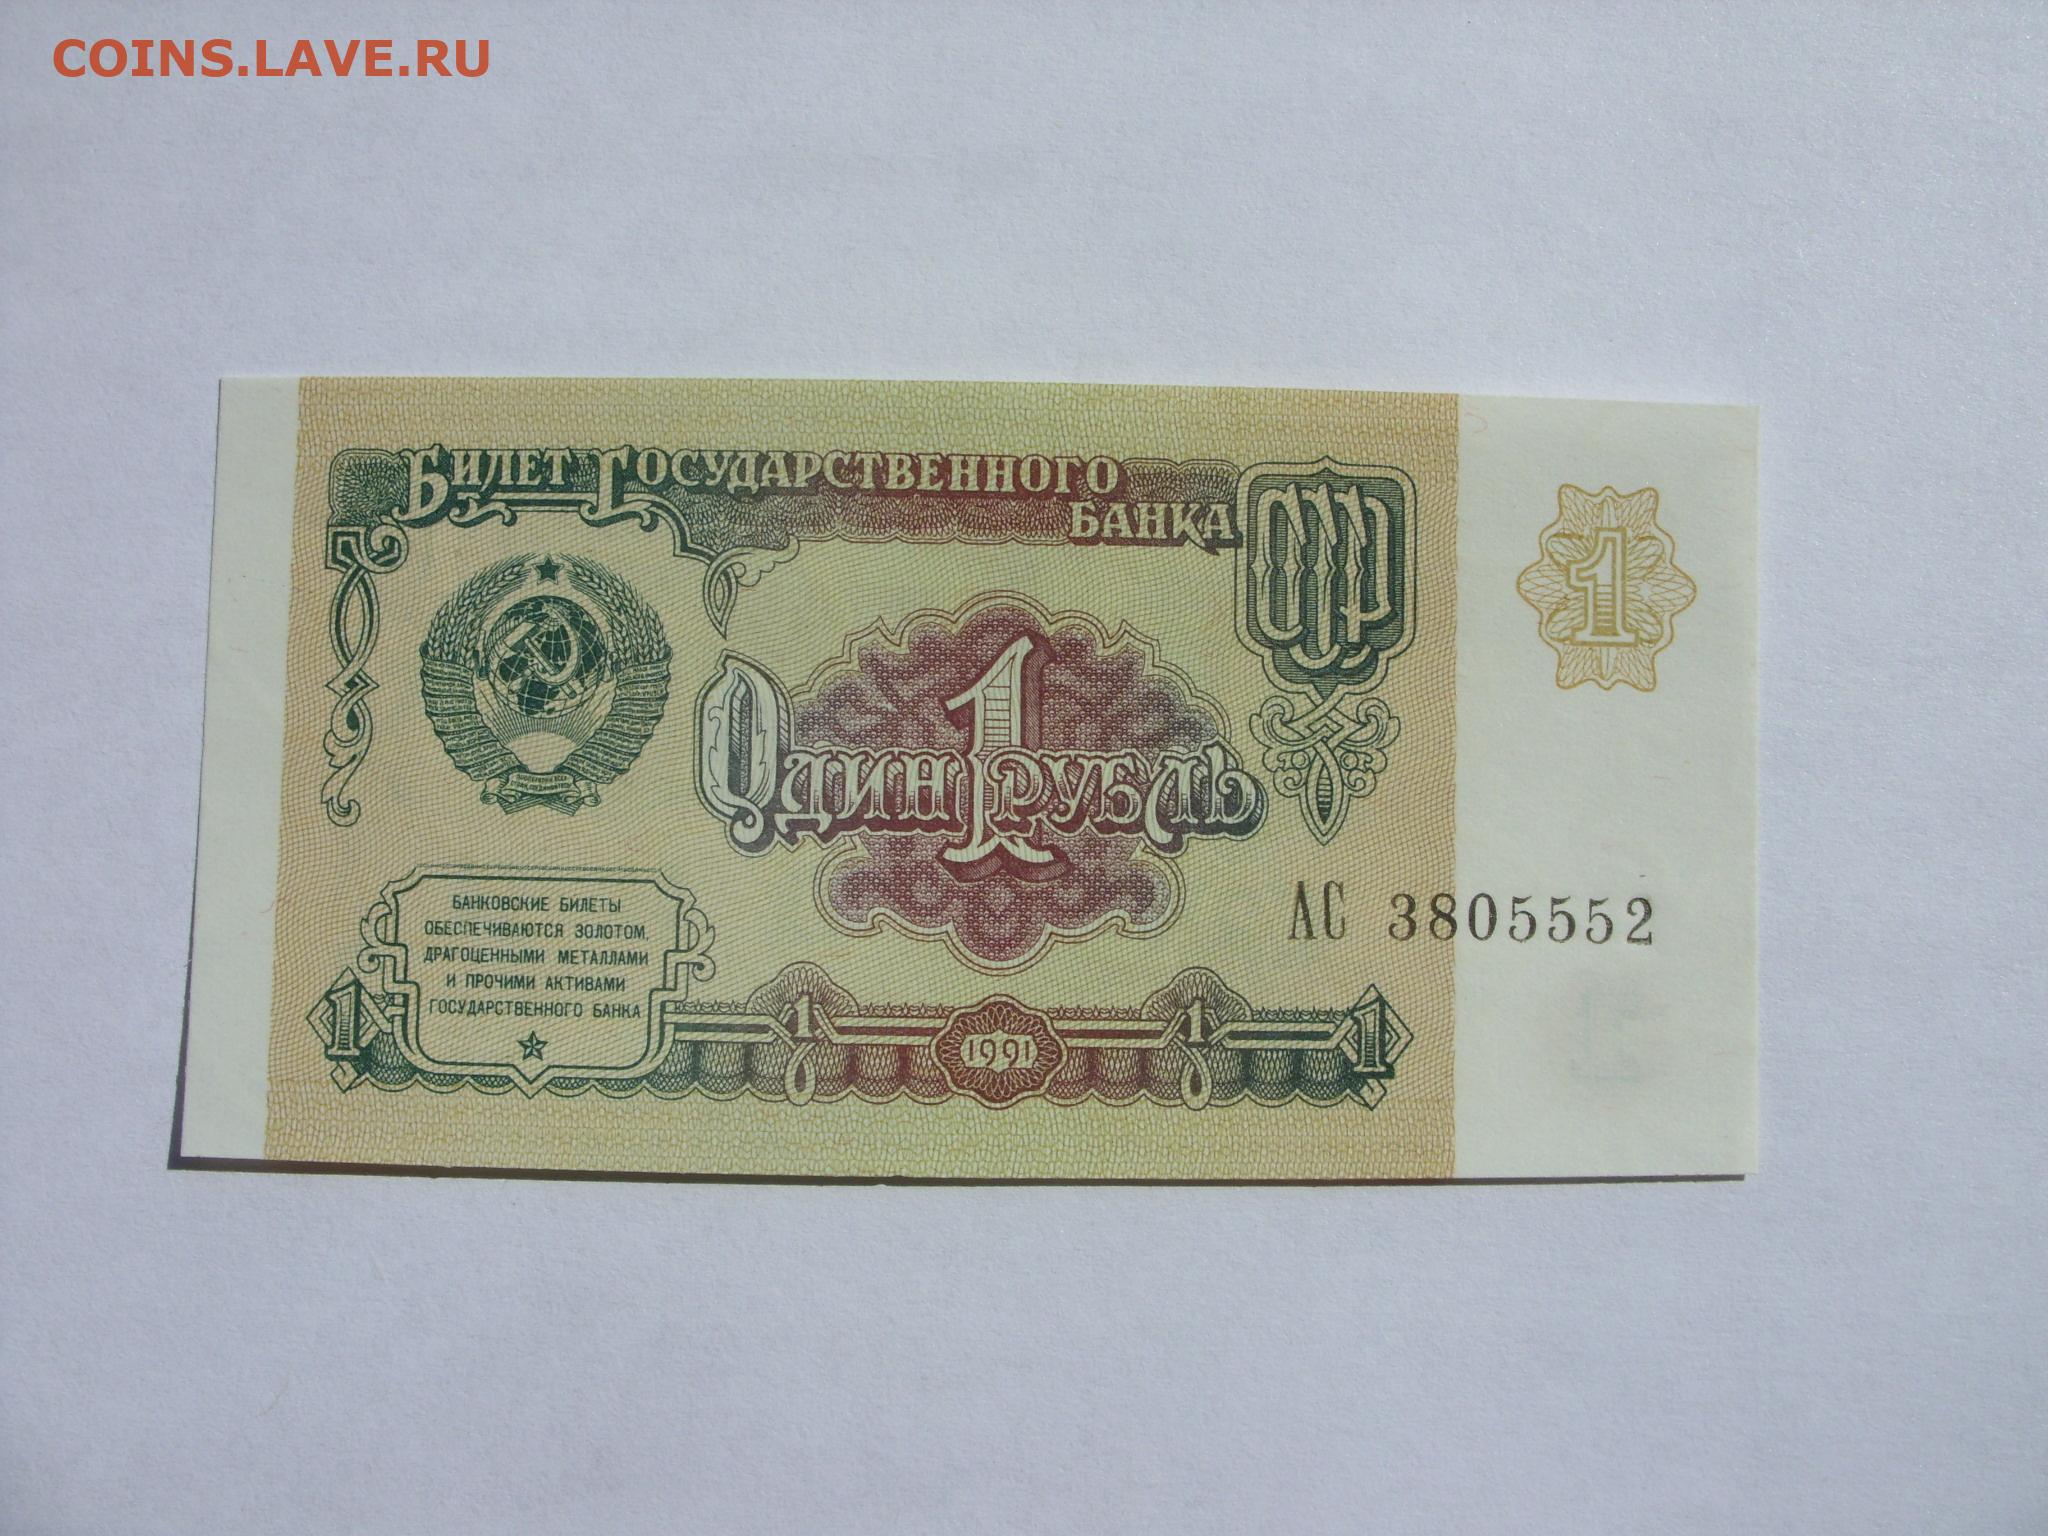 COINS.LAVE.RU
БИЛЕТ ГОСУДАРСТВЕННОГО
БАНКА
СССР
1
1
ОДИН РУБЛЬ
БАНКОВСКИЕ БИЛЕТЫ
ОБЕСПЕЧИВАЮТСЯ ЗОЛОТОМ,
ДРАГОЦЕННЫМИ МЕТАЛЛАМИ
И ПРОЧИМИ АКТИВАМИ
ГОСУДАРСТВЕННОГО БАНКА
АС 3805552
1 1 1991 1 1